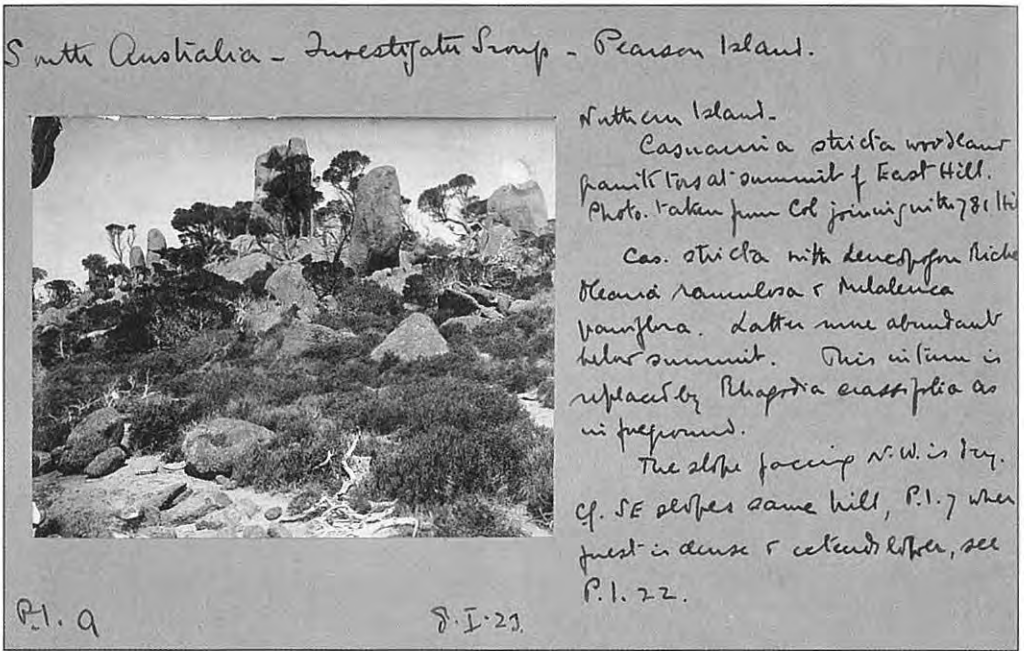 South Australia - Investigator Group - Pearson Island.
Northern Island.
Casuarina stricta woodland
granite tors at summit of East Hill.
Photo. taken from Col joining with 781 Hil
Cas. stricta with Leucopogon Riche
Olearia ramulosa & Melaleuca
parviflora. Latter more abundant
below summit. This in turn is
replaced by Rhagodia crassifolia as
in foreground.
The slope facing N.W. is dry.
Cf. SE slopes same hill, P.I.7 where
forest is dense & extends lower, see
P.I.22.
P.I. 9
8.I.23.